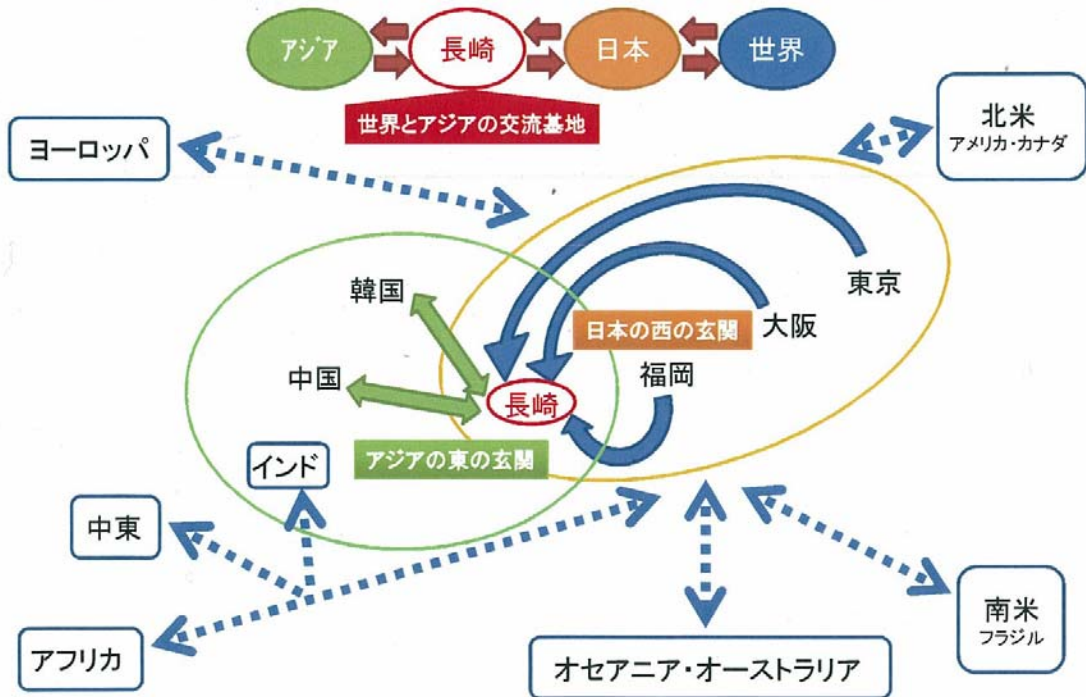 アジア
長崎
日本
世界
世界とアジアの交流基地
ヨーロッパ
北米
アメリカ・カナダ
韓国
東京
日本の西の玄関
大阪
中国
福岡
長崎
アジアの東の玄関
インド
中東
アフリカ
南米
フラジル
オセアニア・オーストラリア